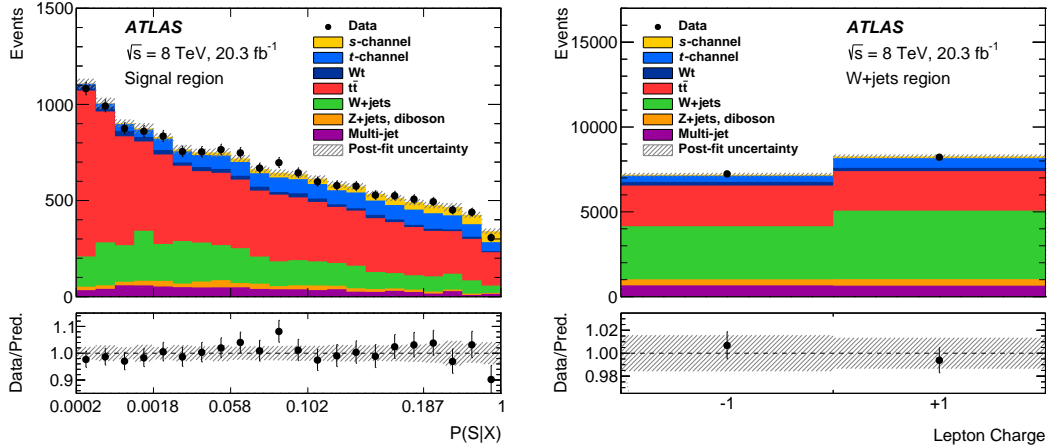 Events
1500
1000
500
0
ATLAS
√s = 8 TeV, 20.3 fb-1
Signal region
Data
s-channel
t-channel
Wt
tt̄
W+jets
Z+jets, diboson
Multi-jet
Post-fit uncertainty
Data/Pred.
1.1
1.0
0.9
0.0002 0.0018 0.058 0.102 0.187 1
P(S|X)
Events
15000
10000
5000
0
Data
s-channel
t-channel
Wt
tt̄
W+jets
Z+jets, diboson
Multi-jet
Post-fit uncertainty
ATLAS
√s = 8 TeV, 20.3 fb-1
W+jets region
Data/Pred.
1.02
1.00
0.98
-1 +1
Lepton Charge